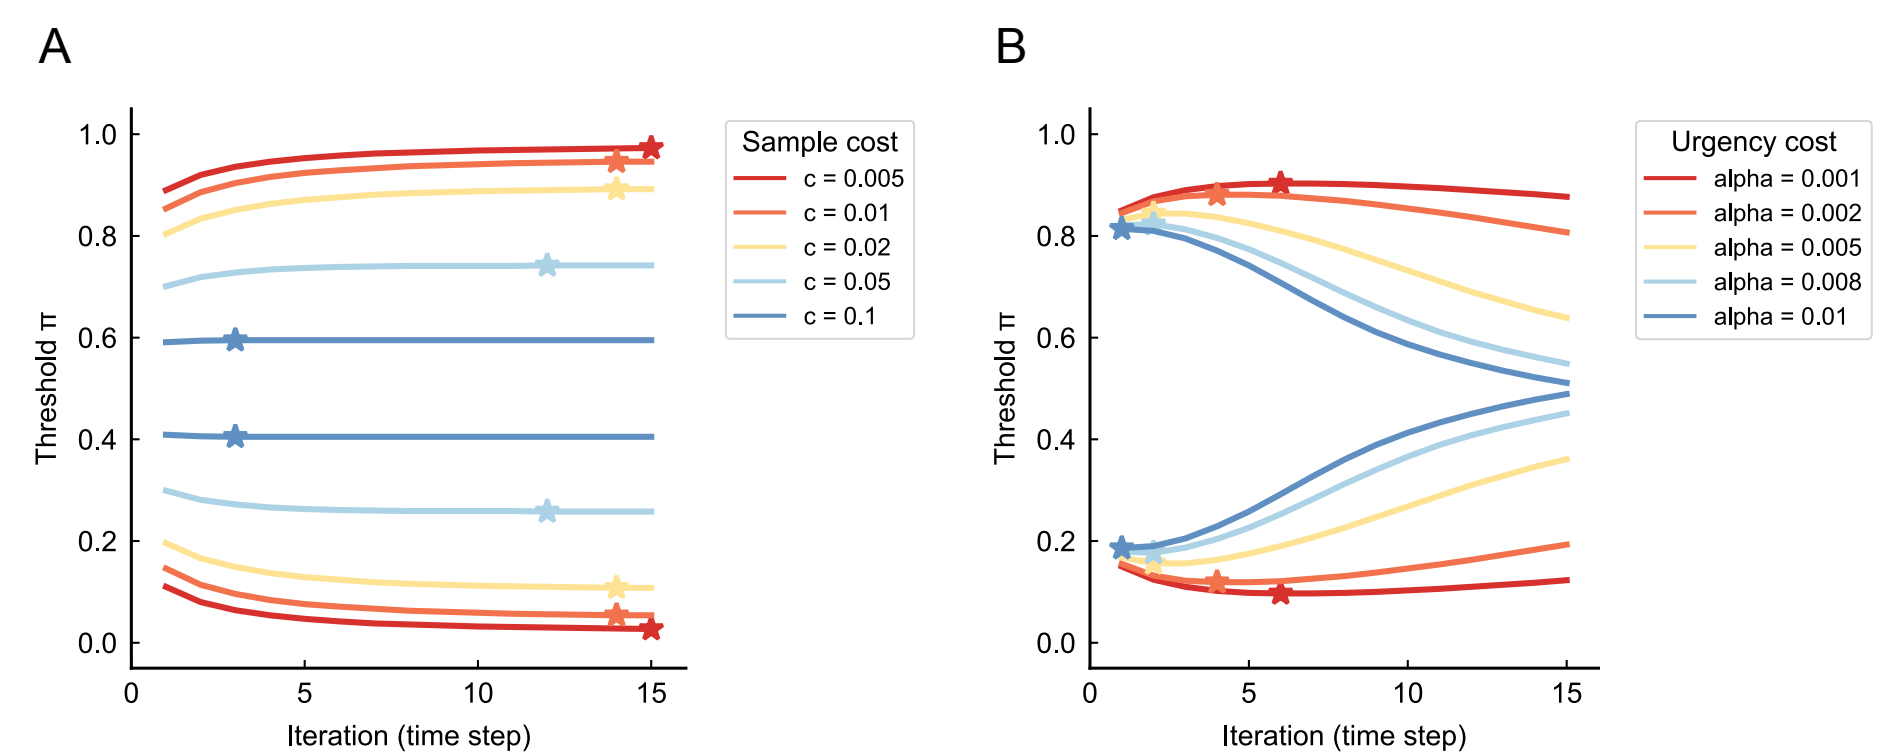 A
1.0
0.8
0.6
0.4
0.2
0.0
Threshold π
0
5
10
15
Iteration (time step)
Sample cost
c = 0.005
c = 0.01
c = 0.02
c = 0.05
c = 0.1
B
1.0
0.8
0.6
0.4
0.2
0.0
Threshold π
0
5
10
15
Iteration (time step)
Urgency cost
alpha = 0.001
alpha = 0.002
alpha = 0.005
alpha = 0.008
alpha = 0.01